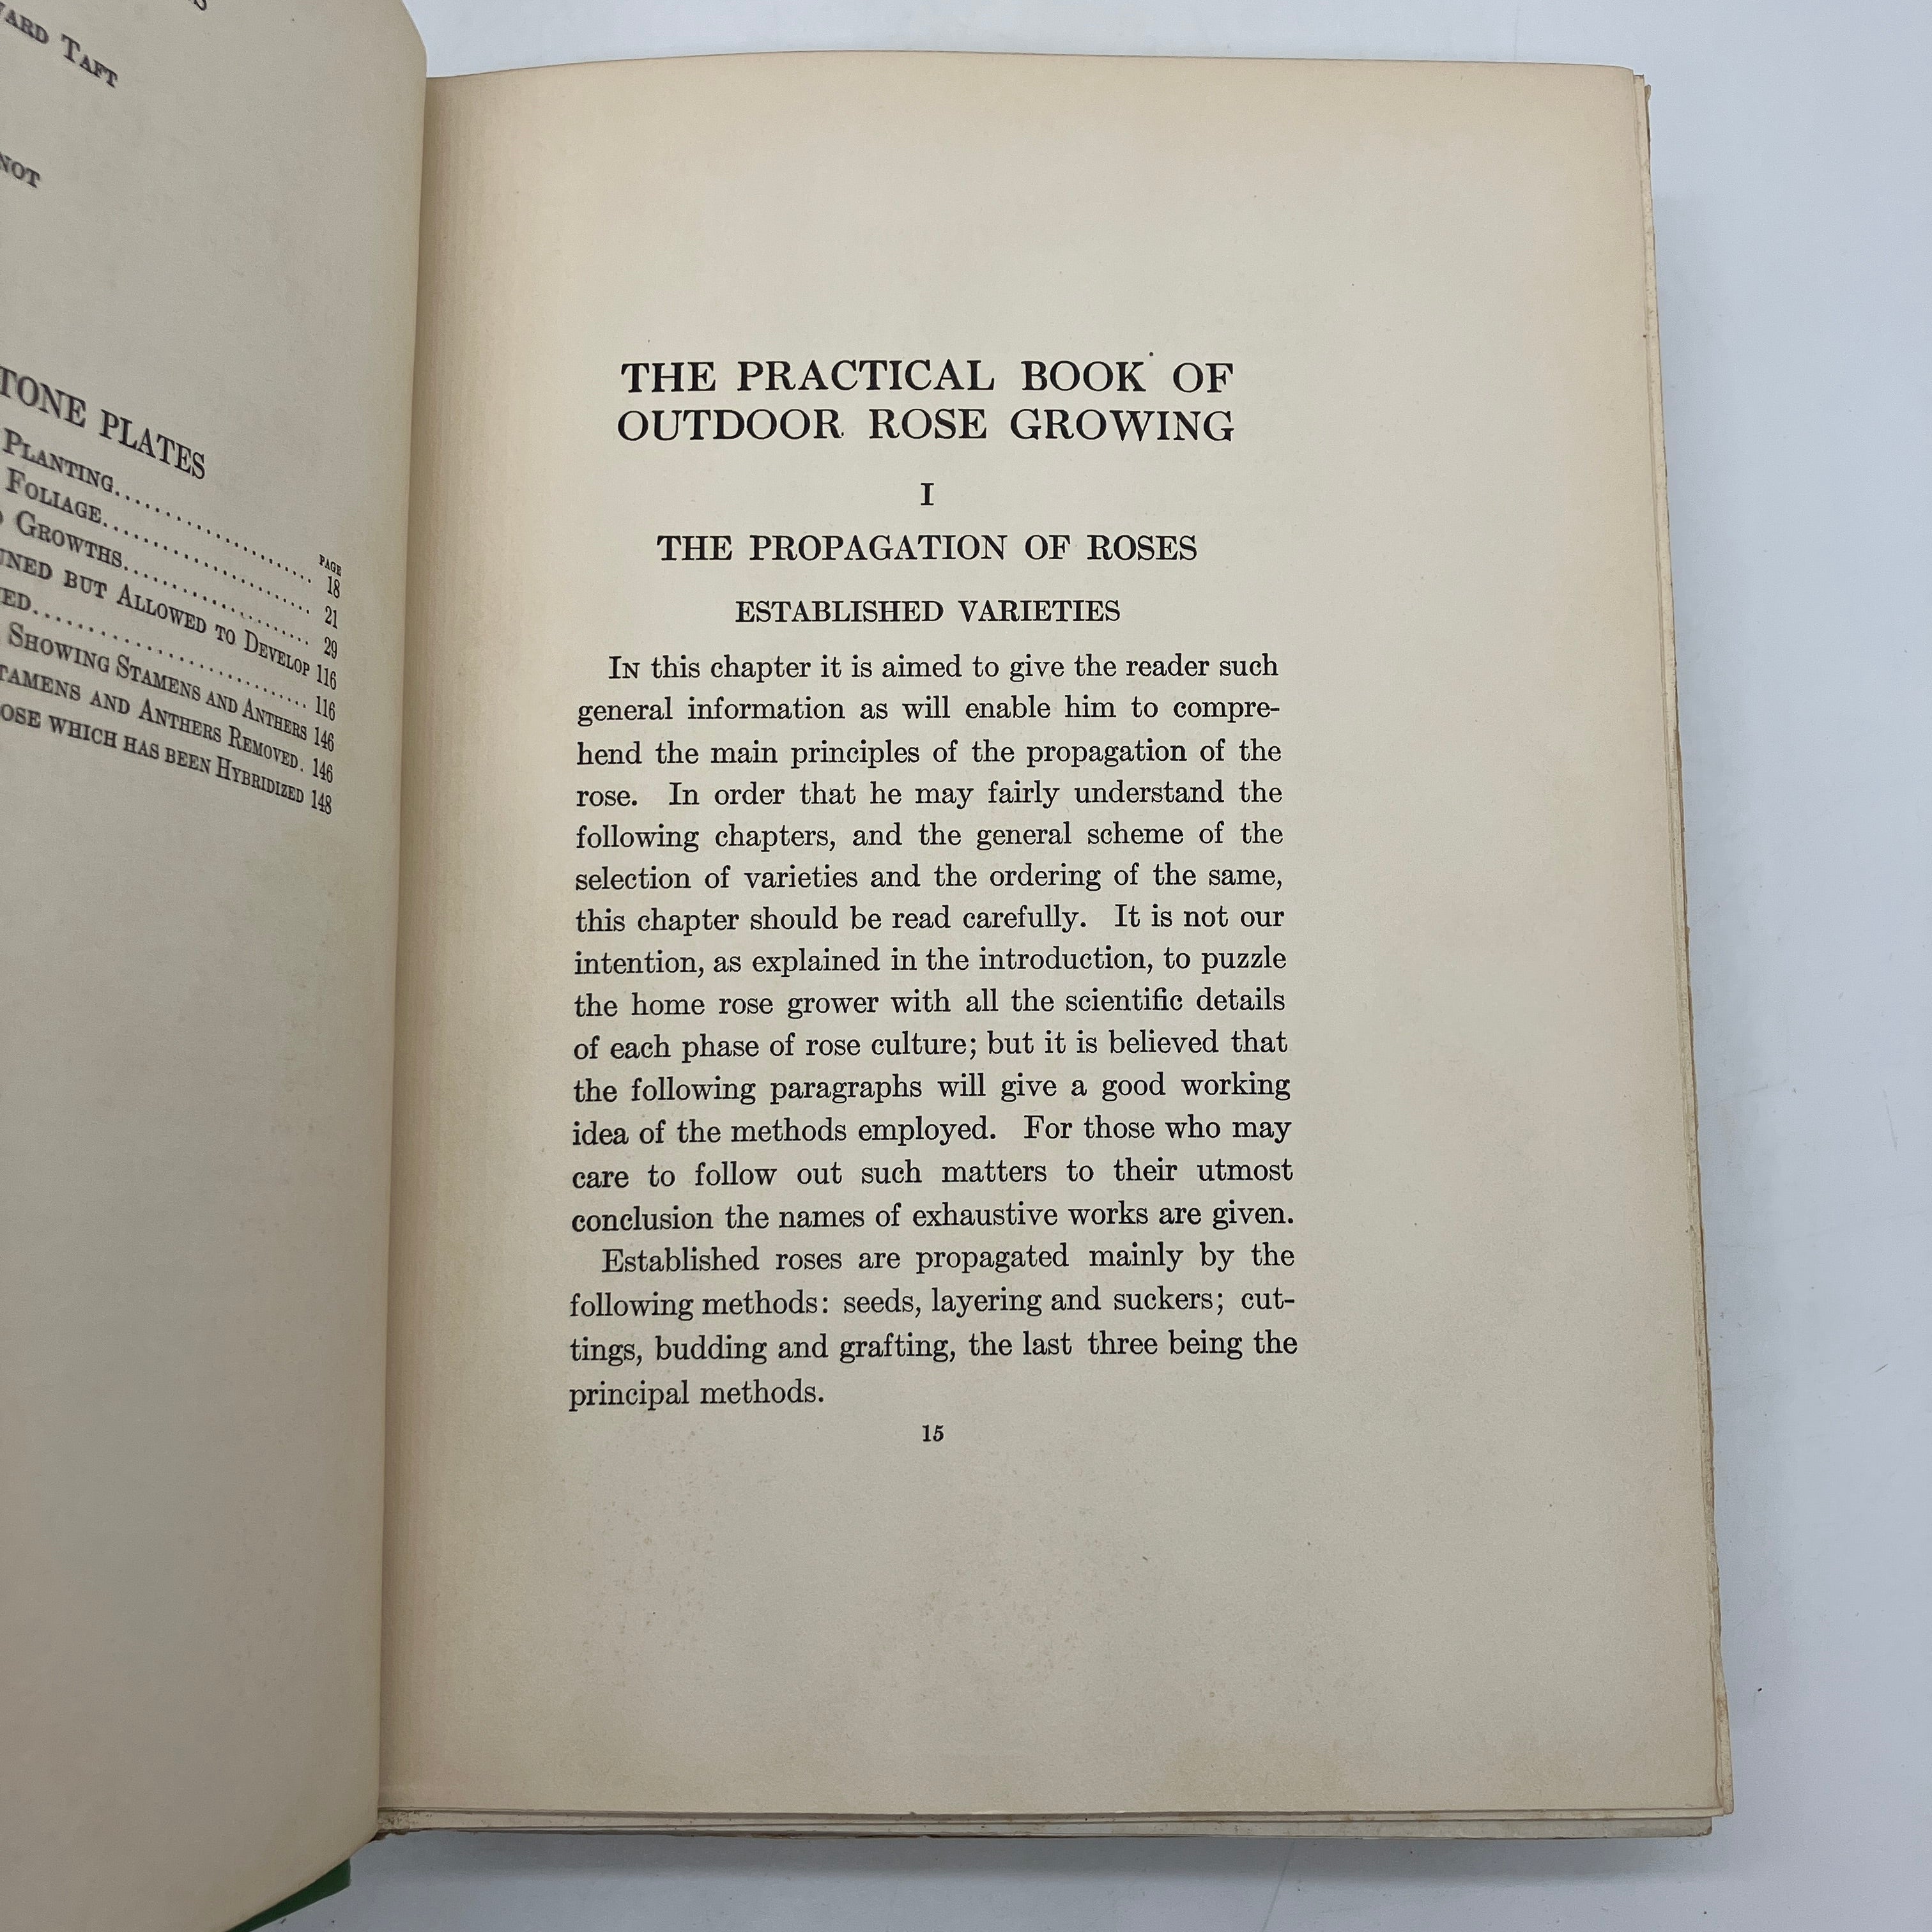 TAFT
NOT
TONE PLATES
PAGE
PLANTING 18
FOLIAGE 21
GROWTHS 29
BUT ALLOWED TO DEVELOP 116
116
SHOWING STAMENS AND ANTHERS 146
STAMENS AND ANTHERS REMOVED. 146
WHICH HAS BEEN HYBRIDIZED 148
THE PRACTICAL BOOK OF
OUTDOOR ROSE GROWING
I
THE PROPAGATION OF ROSES
ESTABLISHED VARIETIES
IN this chapter it is aimed to give the reader such
general information as will enable him to compre-
hend the main principles of the propagation of the
rose. In order that he may fairly understand the
following chapters, and the general scheme of the
selection of varieties and the ordering of the same,
this chapter should be read carefully. It is not our
intention, as explained in the introduction, to puzzle
the home rose grower with all the scientific details
of each phase of rose culture; but it is believed that
the following paragraphs will give a good working
idea of the methods employed. For those who may
care to follow out such matters to their utmost
conclusion the names of exhaustive works are given.
Established roses are propagated mainly by the
following methods: seeds, layering and suckers; cut-
tings, budding and grafting, the last three being the
principal methods.
15